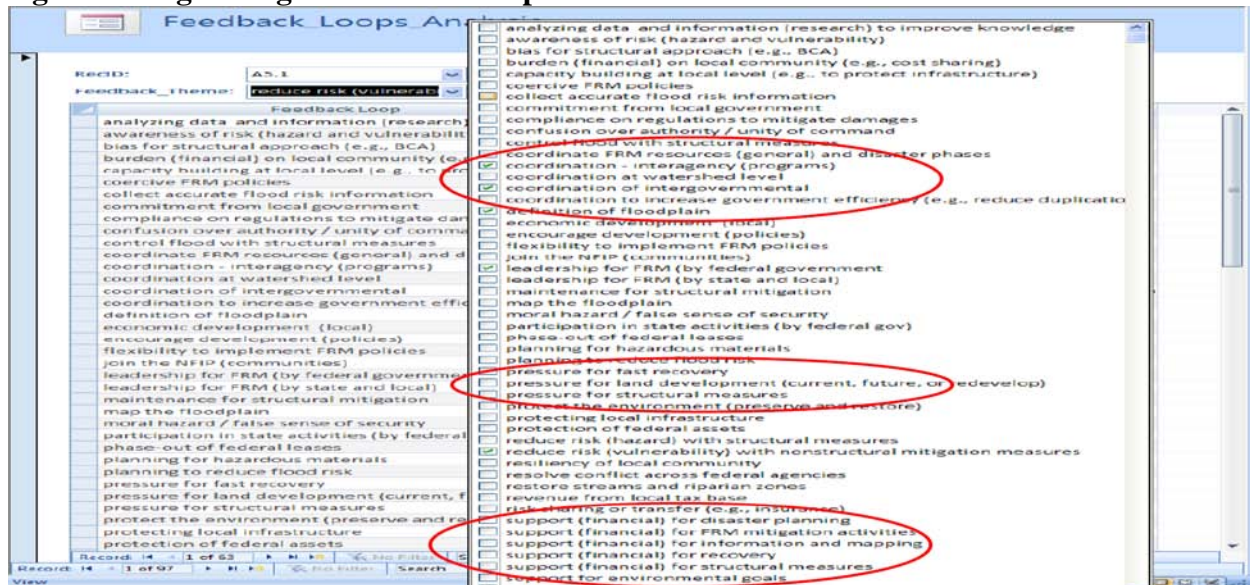 Feedback_Loops_An
RecID:
A5.1
Feedback_Theme:
reduce risk (vulnerab
Feedback Loop
analyzing data and information (research)
awareness of risk (hazard and vulnerabilit
bias for structural approach (e.g., BCA)
burden (financial) on local community (e.
capacity building at local level (e.g., to pro
coercive FRM policies
collect accurate flood risk information
commitment from local government
compliance on regulations to mitigate dam
confusion over authority / unity of comma
control flood with structural measures
coordinate FRM resources (general) and d
coordination - interagency (programs)
coordination at watershed level
coordination of intergovernmental
coordination to increase government effic
definition of floodplain
economic development (local)
encourage development (policies)
flexibility to implement FRM policies
join the NFIP (communities)
leadership for FRM (by federal governme
leadership for FRM (by state and local)
maintenance for structural mitigation
map the floodplain
moral hazard / false sense of security
participation in state activities (by federal
phase-out of federal leases
planning for hazardous materials
planning to reduce flood risk
pressure for fast recovery
pressure for land development (current, f
pressure for structural measures
protect the environment (preserve and re
protecting local infrastructure
protection of federal assets
Record: 1 of 63 No Filter S
Record: 1 of 97 No Filter Search
View
analyzing data and information (research) to improve knowledge
awareness of risk (hazard and vulnerability)
bias for structural approach (e.g., BCA)
burden (financial) on local community (e.g., cost sharing)
capacity building at local level (e.g., to protect infrastructure)
coercive FRM policies
collect accurate flood risk information
commitment from local government
compliance on regulations to mitigate damages
confusion over authority / unity of command
control flood with structural measures
coordinate FRM resources (general) and disaster phases
coordination - interagency (programs)
coordination at watershed level
coordination of intergovernmental
coordination to increase government efficiency (e.g., reduce duplicatio
definition of floodplain
economic development (local)
encourage development (policies)
flexibility to implement FRM policies
join the NFIP (communities)
leadership for FRM (by federal government
leadership for FRM (by state and local)
maintenance for structural mitigation
map the floodplain
moral hazard / false sense of security
participation in state activities (by federal gov)
phase-out of federal leases
planning for hazardous materials
planning to reduce flood risk
pressure for fast recovery
pressure for land development (current, future, or redevelop)
pressure for structural measures
protect the environment (preserve and restore)
protecting local infrastructure
protection of federal assets
reduce risk (hazard) with structural measures
reduce risk (vulnerability) with nonstructural mitigation measures
resiliency of local community
resolve conflict across federal agencies
restore streams and riparian zones
revenue from local tax base
risk sharing or transfer (e.g., insurance)
support (financial) for disaster planning
support (financial) for FRM mitigation activities
support (financial) for information and mapping
support (financial) for recovery
support (financial) for structural measures
support for environmental goals